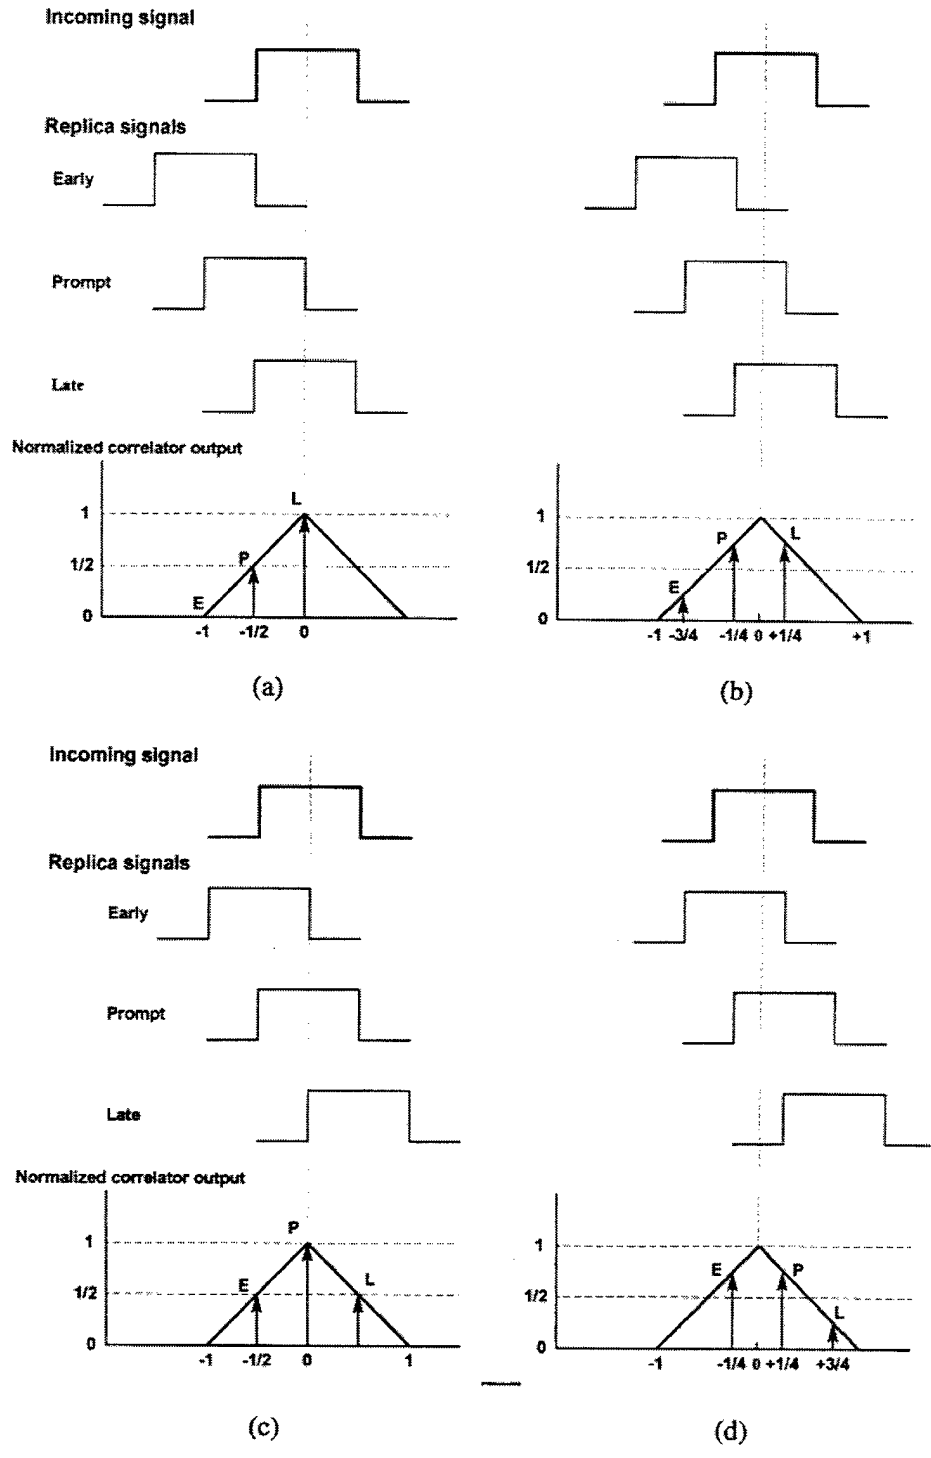 Incoming signal
Replica signals
Early
Prompt
Late
Normalized correlator output
1
1/2
0
E
P
L
-1
-1/2
0
(a)
1
1/2
0
E
P
L
-1 -3/4 -1/4 0 +1/4 +1
(b)
Incoming signal
Replica signals
Early
Prompt
Late
Normalized correlator output
1
1/2
0
E
P
L
-1 -1/2 0 1
(c)
1
1/2
0
E
P
L
-1 -1/4 0 +1/4 +3/4
(d)